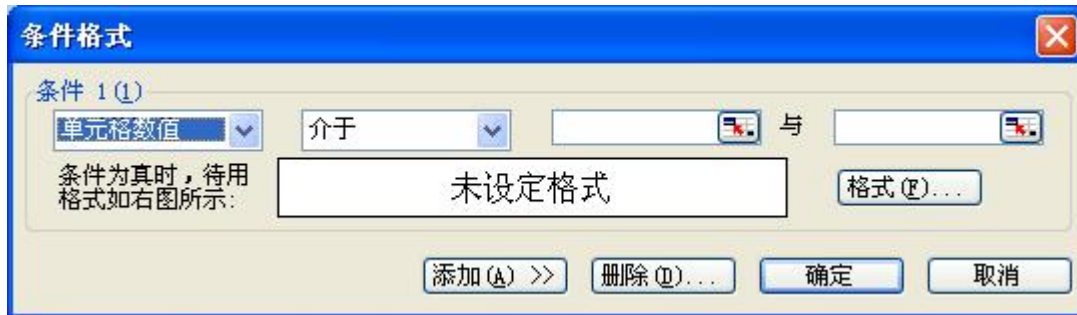 条件格式
条件 1(1)
单元格数值 介于 与
条件为真时，待用
格式如右图所示:
未设定格式
格式(F)...
添加(A) >> 删除(D)... 确定 取消